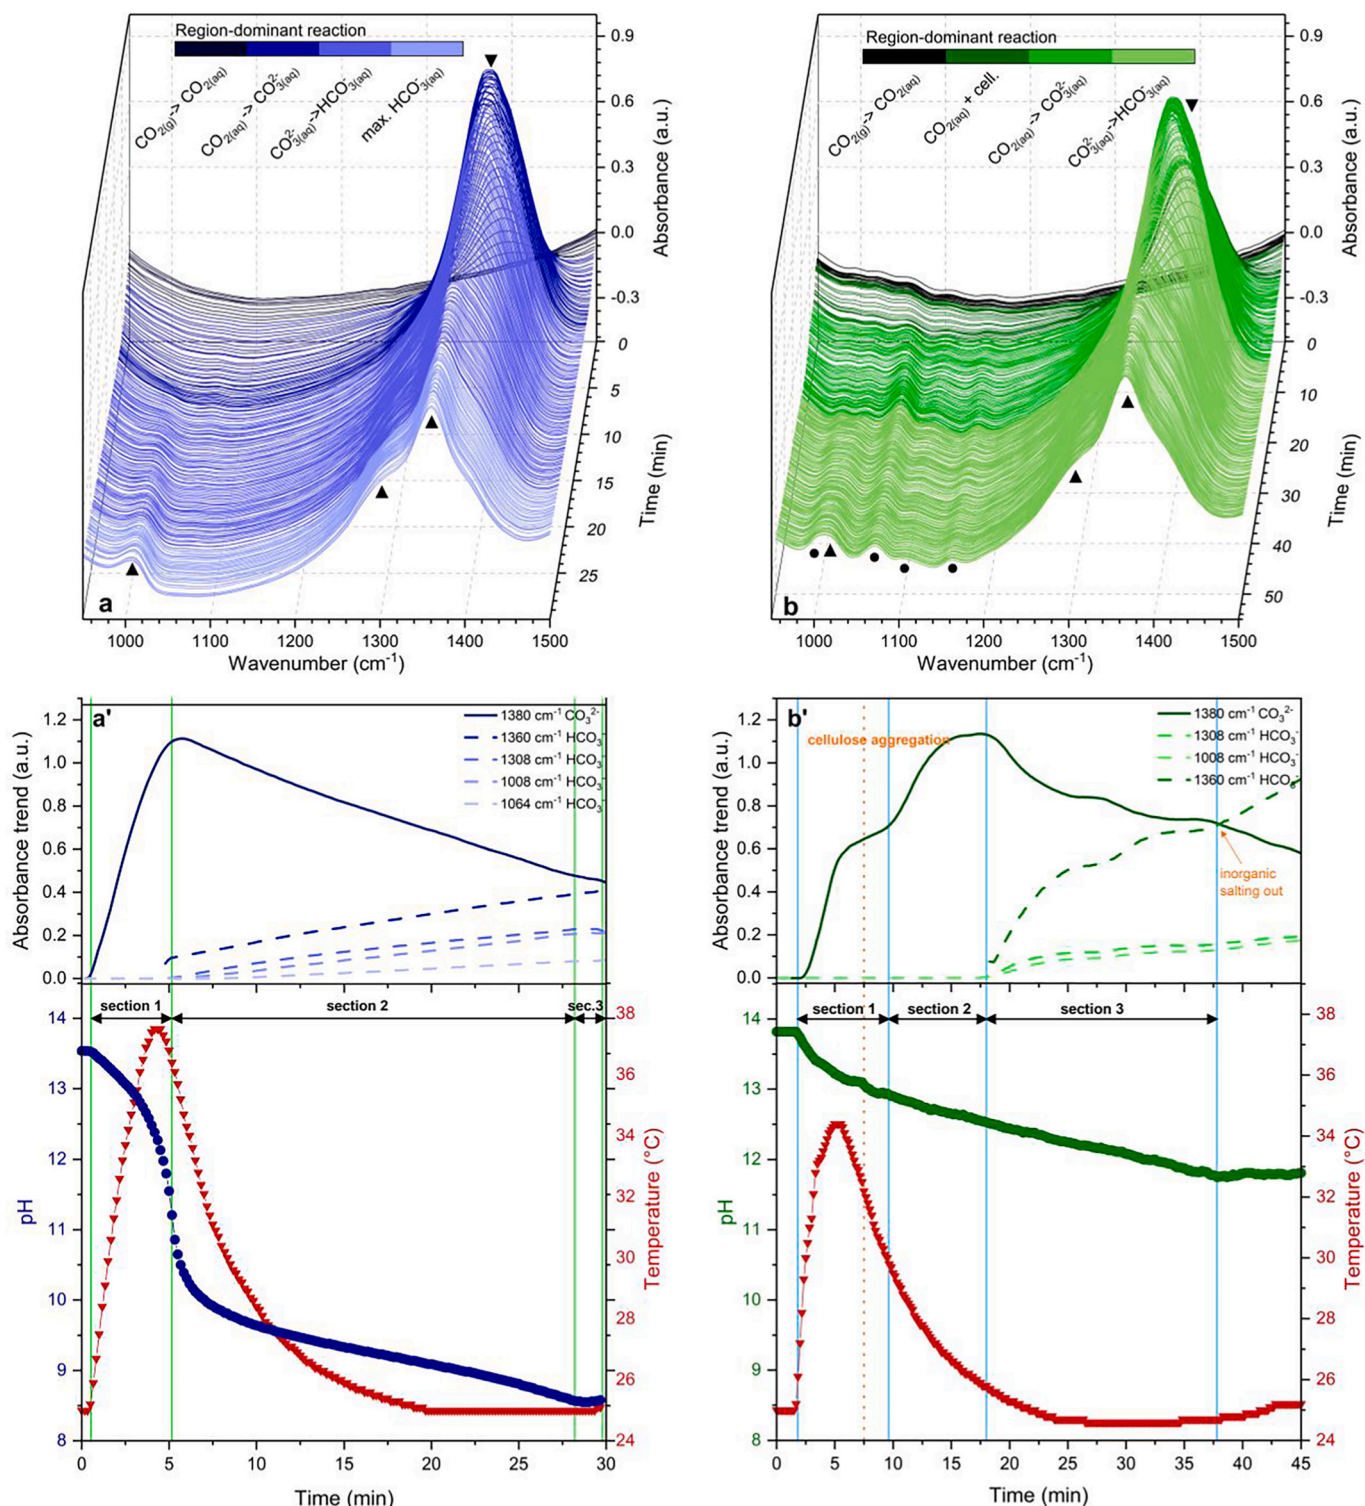 Region-dominant reaction
CO2(g)-> CO2(aq)
CO2(aq)-> CO3(aq)2-
CO3(aq)2-->HCO3(aq)-
max. HCO3(aq)-
0.9
0.6
0.3
0.0
-0.3
Absorbance (a.u.)
0
5
10
15
20
25
Time (min)
a
1000
1100
1200
1300
1400
1500
Wavenumber (cm-1)
Region-dominant reaction
CO2(g)-> CO2(aq)
CO2(aq) + cell.
CO2(aq)-> CO3(aq)2-
CO3(aq)2-->HCO3(aq)-
0.9
0.6
0.3
0.0
-0.3
Absorbance (a.u.)
0
10
20
30
40
50
Time (min)
b
1000
1100
1200
1300
1400
1500
Wavenumber (cm-1)
a'
1380 cm-1 CO32-
1360 cm-1 HCO3
1308 cm-1 HCO3
1008 cm-1 HCO3
1064 cm-1 HCO3
1.2
1.0
0.8
0.6
0.4
0.2
0.0
Absorbance trend (a.u.)
section 1
section 2
sec.3
14
13
12
11
10
9
8
pH
38
36
34
32
30
28
26
24
Temperature (°C)
0
5
10
15
20
25
30
Time (min)
b'
1380 cm-1 CO32-
1308 cm-1 HCO3-
1008 cm-1 HCO3-
cellulose aggregation
inorganic
salting out
1.2
1.0
0.8
0.6
0.4
0.2
0.0
Absorbance trend (a.u.)
section 1
section 2
section 3
14
13
12
11
10
9
8
pH
38
36
34
32
30
28
26
24
Temperature (°C)
0
5
10
15
20
25
30
35
40
45
Time (min)